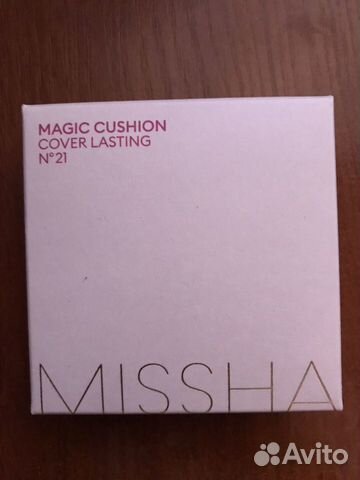 MAGIC CUSHION
COVER LASTING
N°21
MISSHA
Avito